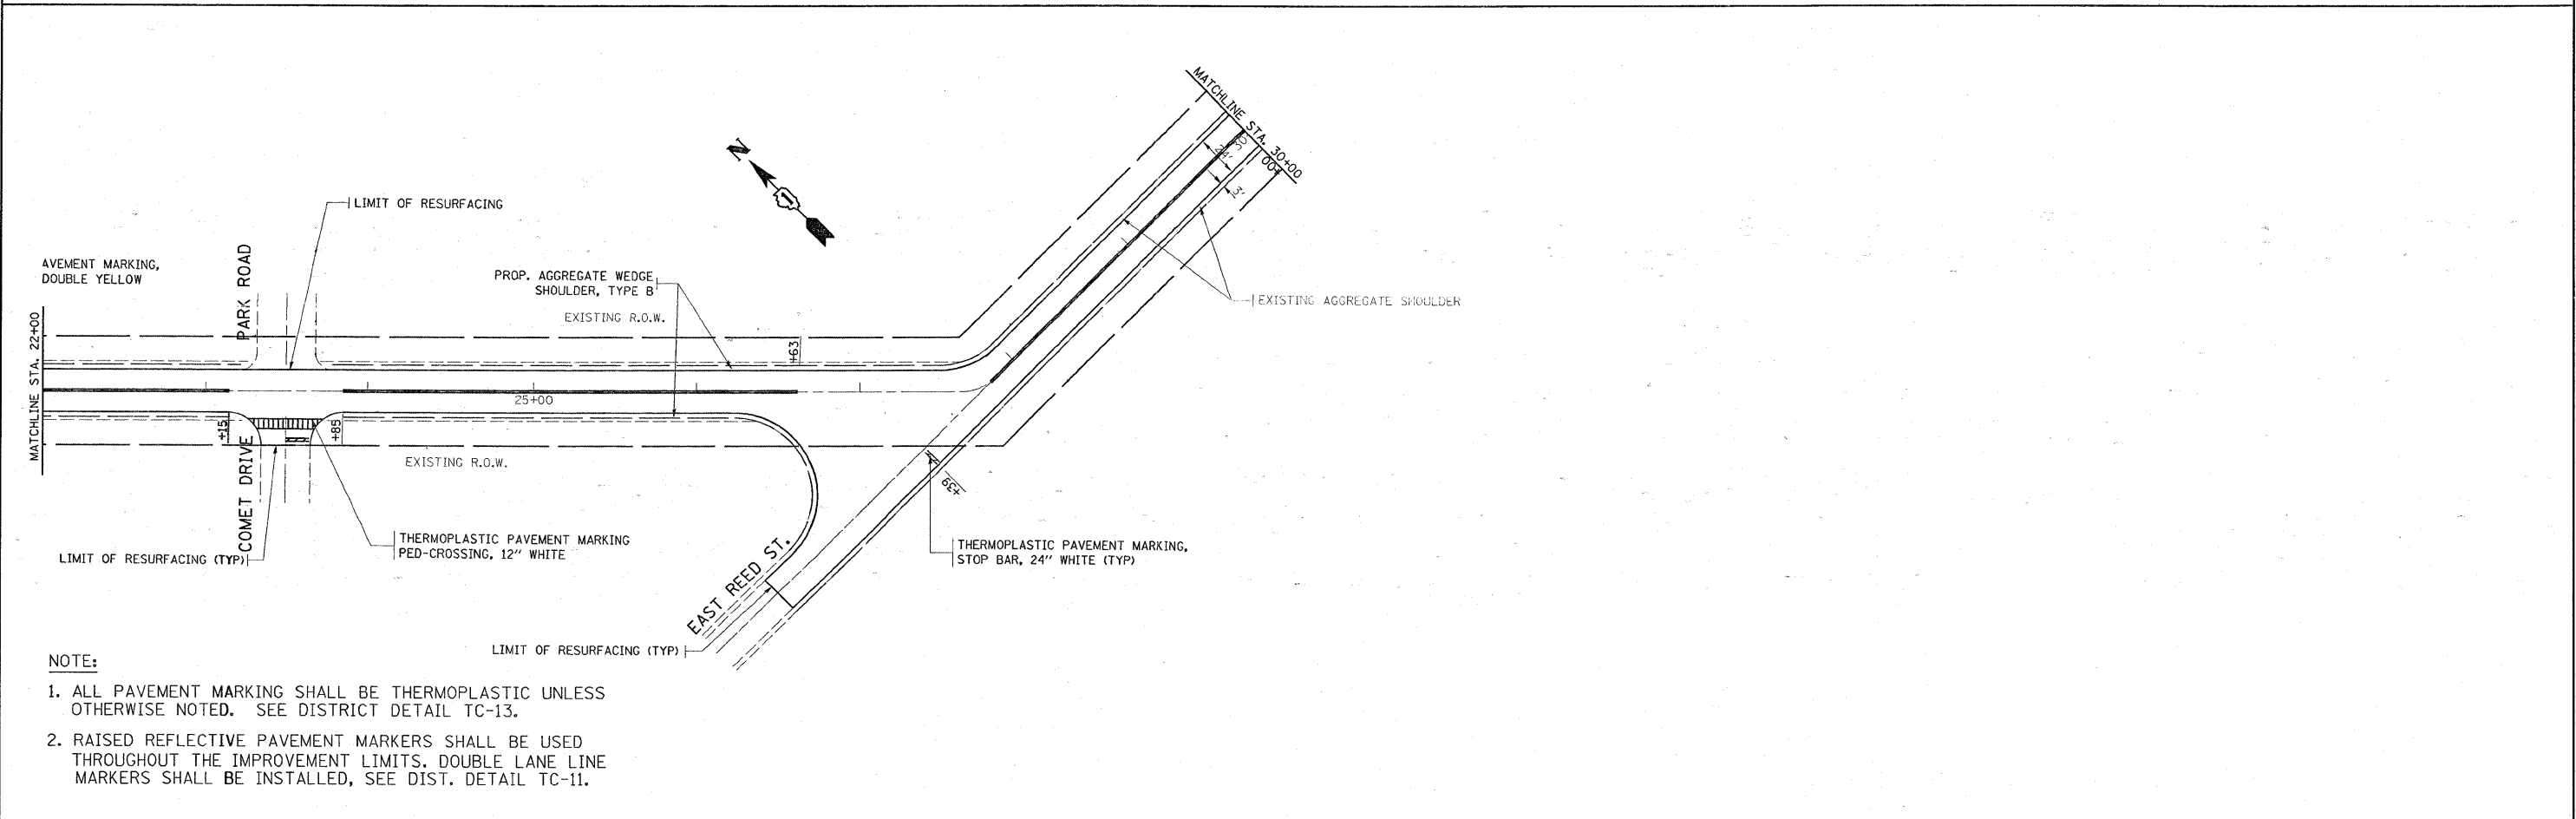 MATCHLINE STA. 30+00
00+
24'
3'
N
1
LIMIT OF RESURFACING
AVEMENT MARKING,
DOUBLE YELLOW
PARK ROAD
PROP. AGGREGATE WEDGE
SHOULDER, TYPE B
EXISTING R.O.W.
EXISTING AGGREGATE SHOULDER
MATCHLINE STA. 22+00
+63
25+00
+15
+85
COMET DRIVE
EXISTING R.O.W.
+39
LIMIT OF RESURFACING (TYP)
THERMOPLASTIC PAVEMENT MARKING
PED-CROSSING, 12" WHITE
THERMOPLASTIC PAVEMENT MARKING,
STOP BAR, 24" WHITE (TYP)
EAST REED ST.
LIMIT OF RESURFACING (TYP)
NOTE:
1. ALL PAVEMENT MARKING SHALL BE THERMOPLASTIC UNLESS
OTHERWISE NOTED. SEE DISTRICT DETAIL TC-13.
2. RAISED REFLECTIVE PAVEMENT MARKERS SHALL BE USED
THROUGHOUT THE IMPROVEMENT LIMITS. DOUBLE LANE LINE
MARKERS SHALL BE INSTALLED, SEE DIST. DETAIL TC-11.